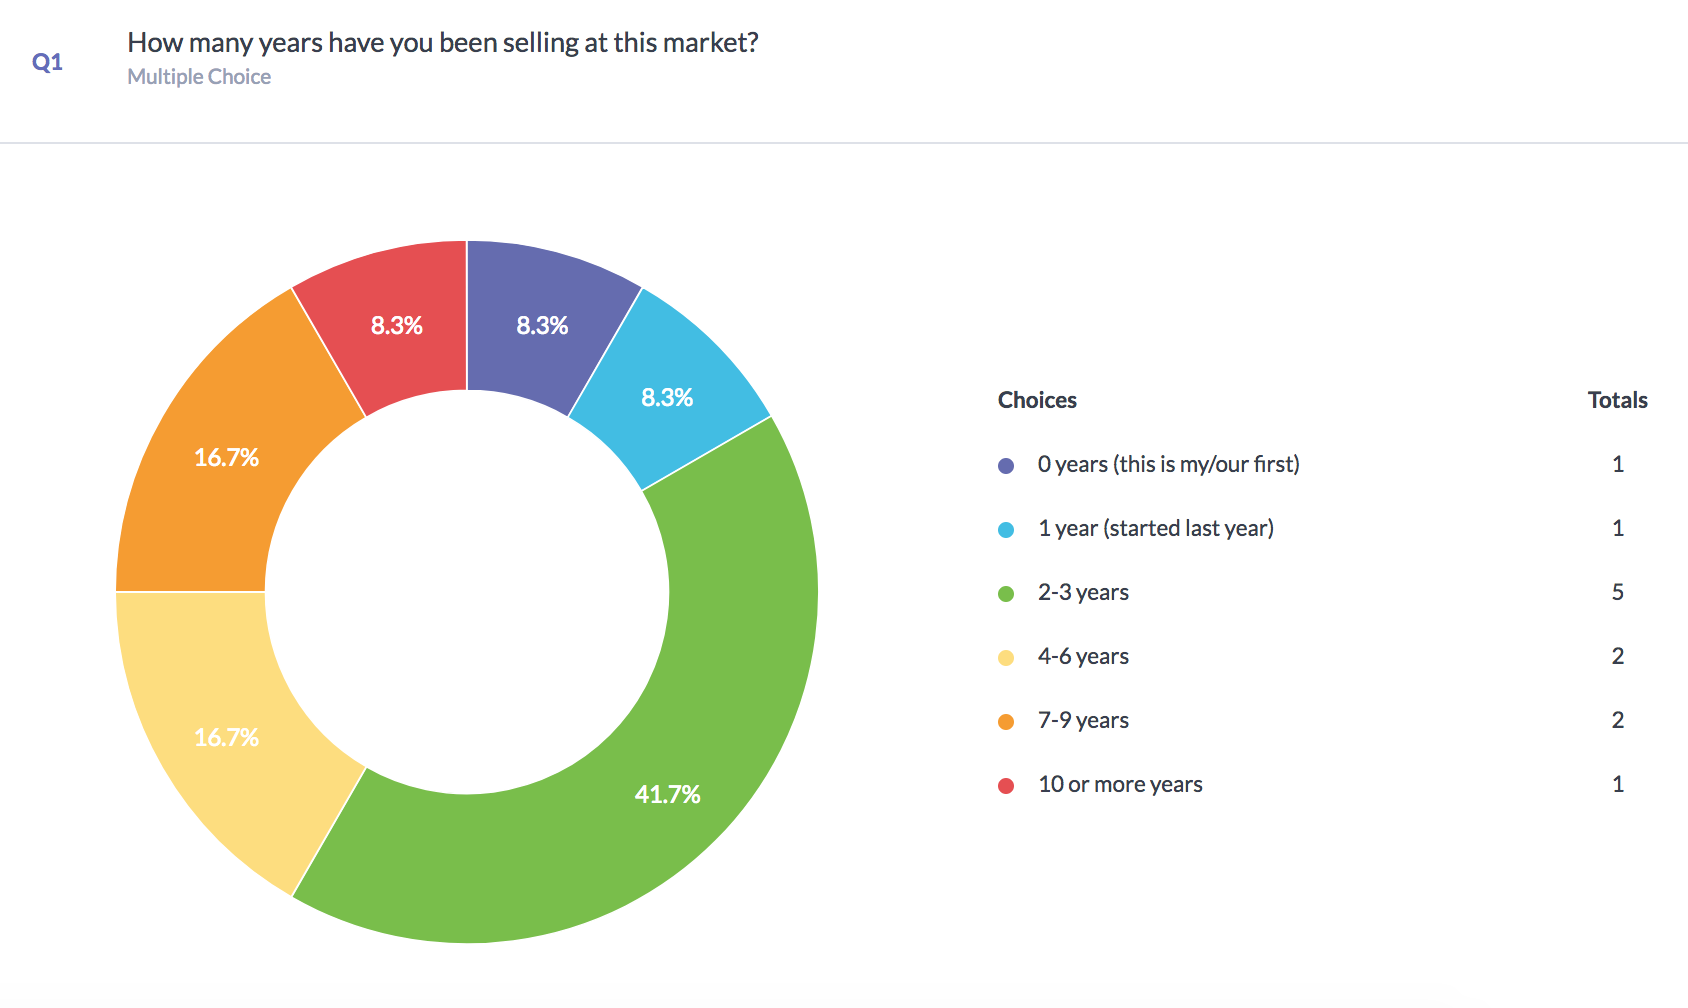 Q1
How many years have you been selling at this market?
Multiple Choice
8.3%
8.3%
8.3%
16.7%
16.7%
41.7%
Choices Totals
0 years (this is my/our first) 1
1 year (started last year) 1
2-3 years 5
4-6 years 2
7-9 years 2
10 or more years 1